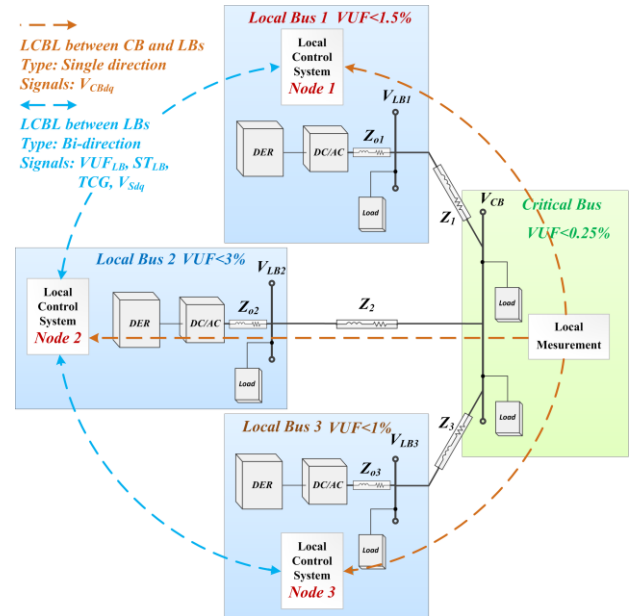 LCBL between CB and LBs
Type: Single direction
Signals: VCBdq
LCBL between LBs
Type: Bi-direction
Signals: VUFLB, STLB,
TCG, VSdq
Local Bus 1 VUF<1.5%
Local
Control
System
Node 1
VLB1
DER
DC/AC
Zo1
Load
Z1
Critical Bus
VUF<0.25%
VCB
Load
Local
Mesurement
Load
Local Bus 2 VUF<3%
VLB2
Local
Control
System
Node 2
DER
DC/AC
Zo2
Load
Z2
Local Bus 3 VUF<1%
VLB3
Z3
DER
DC/AC
Zo3
Load
Local
Control
System
Node 3